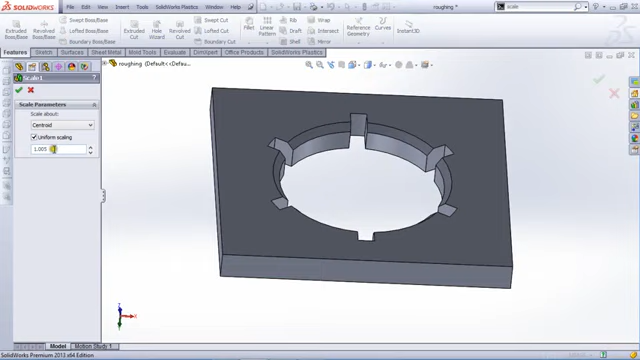 SOLIDWORKS File Edit View Insert Tools Toolbox SolidWorks Plastics Window Help roughing * scale
Extruded Boss/Base Revolved Boss/Base Swept Boss/Base Lofted Boss/Base Boundary Boss/Base Extruded Cut Hole Wizard Revolved Cut Swept Cut Lofted Cut Boundary Cut Fillet Linear Pattern Rib Draft Shell Wrap Intersect Mirror Reference Geometry Curves Instant3D
Features Sketch Surfaces Sheet Metal Mold Tools Evaluate DimXpert Office Products SolidWorks Plastics
roughing (Default<<Defau...
Scale1 ?
Scale Parameters
Scale about:
Centroid
Uniform scaling
1.005
Z
X
Model Motion Study 1
SolidWorks Premium 2013 x64 Edition